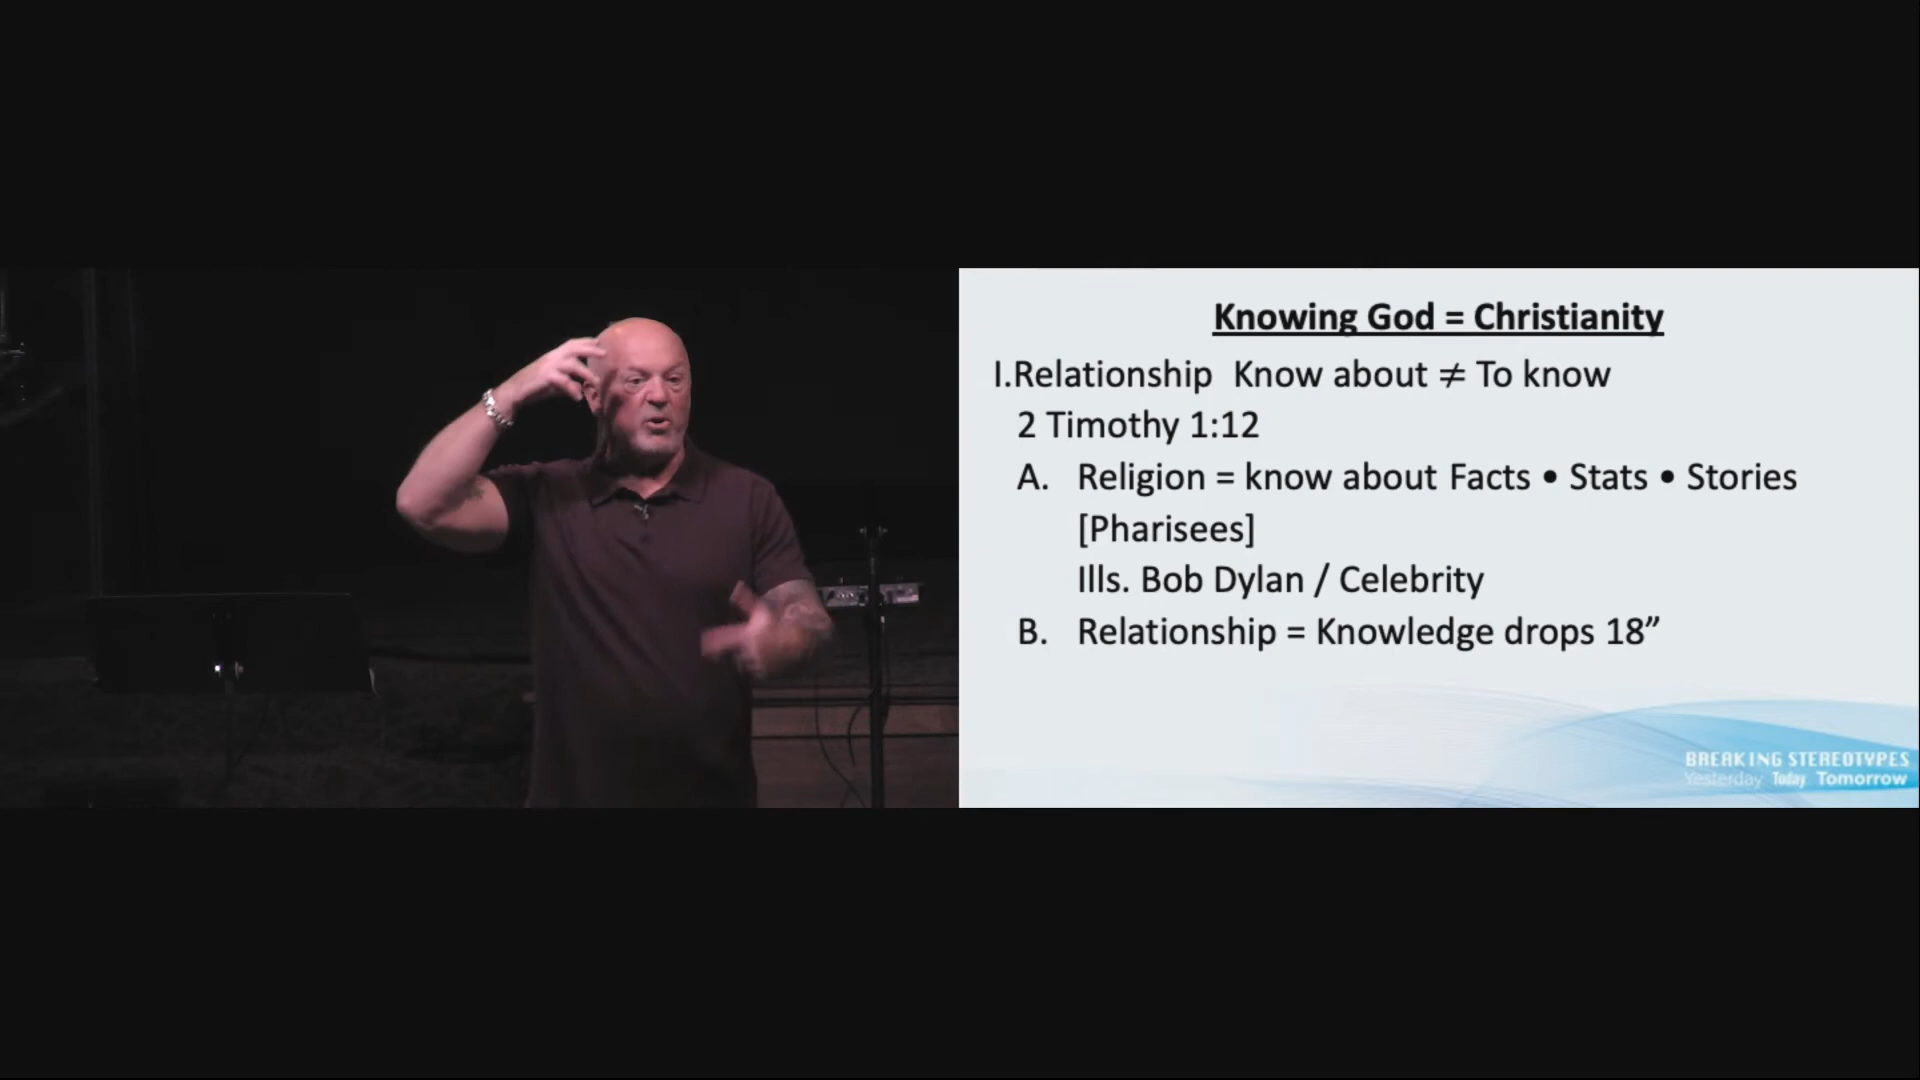 Knowing God = Christianity
I.Relationship  Know about ≠ To know
2 Timothy 1:12
A. Religion = know about Facts • Stats • Stories
[Pharisees]
Ills. Bob Dylan / Celebrity
B. Relationship = Knowledge drops 18”
BREAKING STEREOTYPES
Yesterday Today Tomorrow